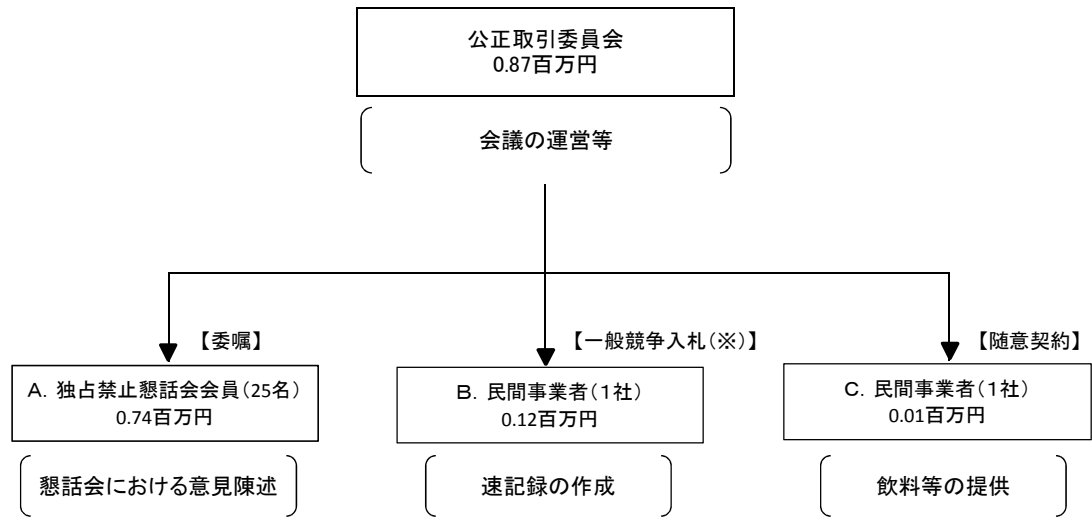 公正取引委員会
0.87百万円
会議の運営等
【委嘱】
【一般競争入札(※)】
【随意契約】
A. 独占禁止懇話会会員(25名)
0.74百万円
B. 民間事業者(1社)
0.12百万円
C. 民間事業者(1社)
0.01百万円
懇話会における意見陳述
速記録の作成
飲料等の提供